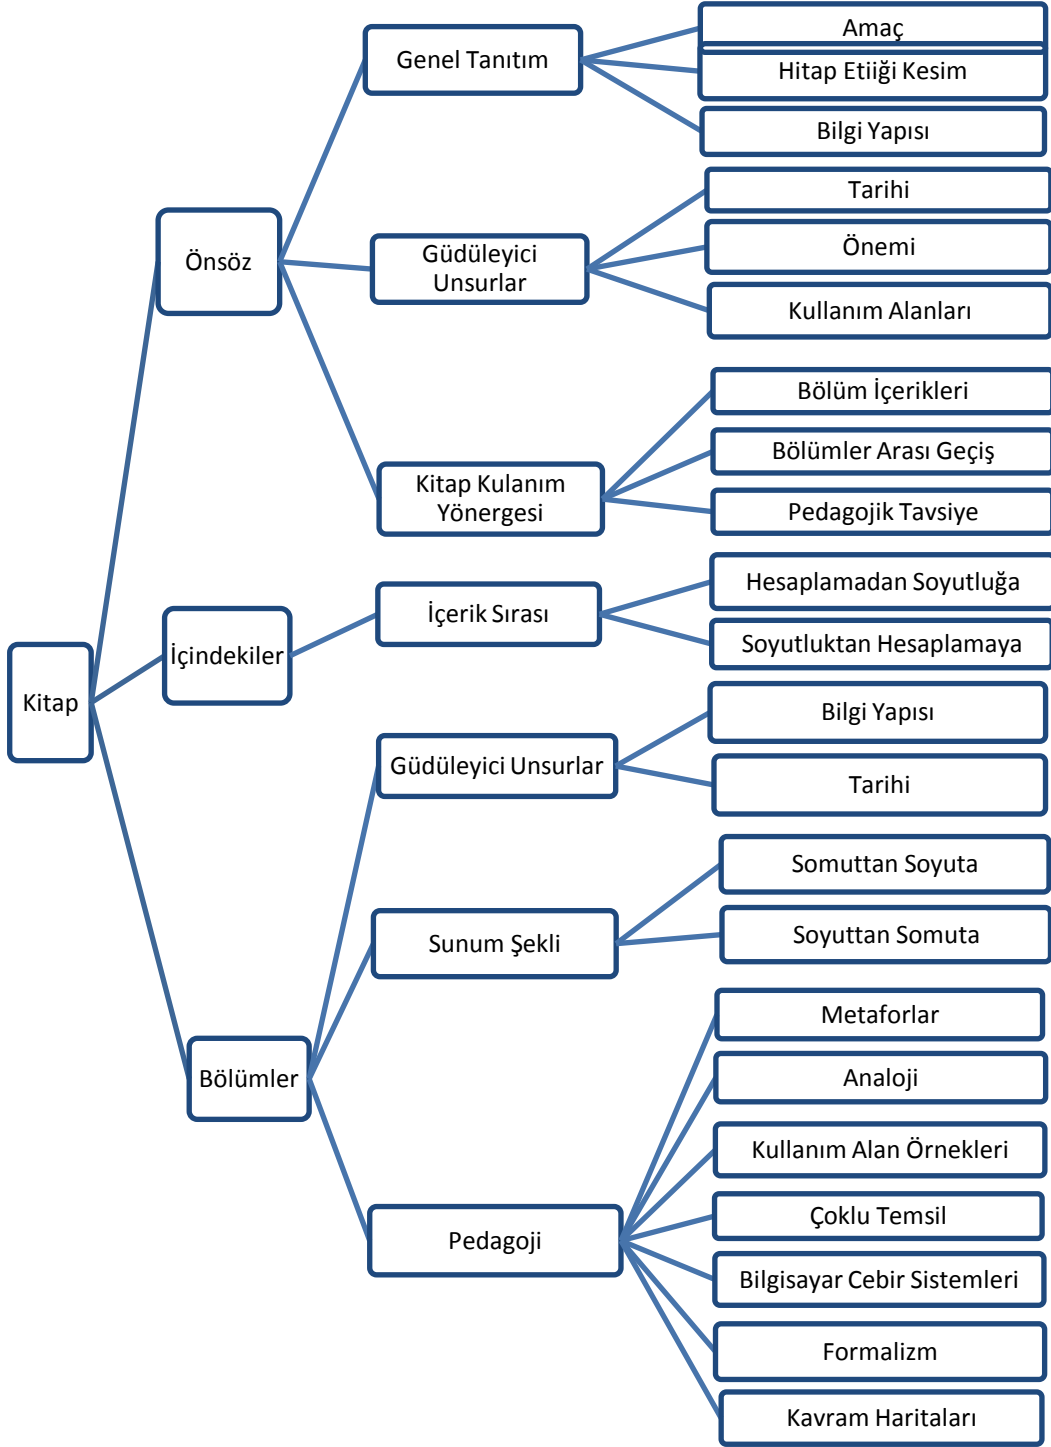 Kitap
Önsöz
Genel Tanıtım
Amaç
Hitap Etiiği Kesim
Bilgi Yapısı
Güdüleyici
Unsurlar
Tarihi
Önemi
Kullanım Alanları
Kitap Kulanım
Yönergesi
Bölüm İçerikleri
Bölümler Arası Geçiş
Pedagojik Tavsiye
İçindekiler
İçerik Sırası
Hesaplamadan Soyutluğa
Soyutluktan Hesaplamaya
Bölümler
Güdüleyici Unsurlar
Bilgi Yapısı
Tarihi
Sunum Şekli
Somuttan Soyuta
Soyuttan Somuta
Pedagoji
Metaforlar
Analoji
Kullanım Alan Örnekleri
Çoklu Temsil
Bilgisayar Cebir Sistemleri
Formalizm
Kavram Haritaları